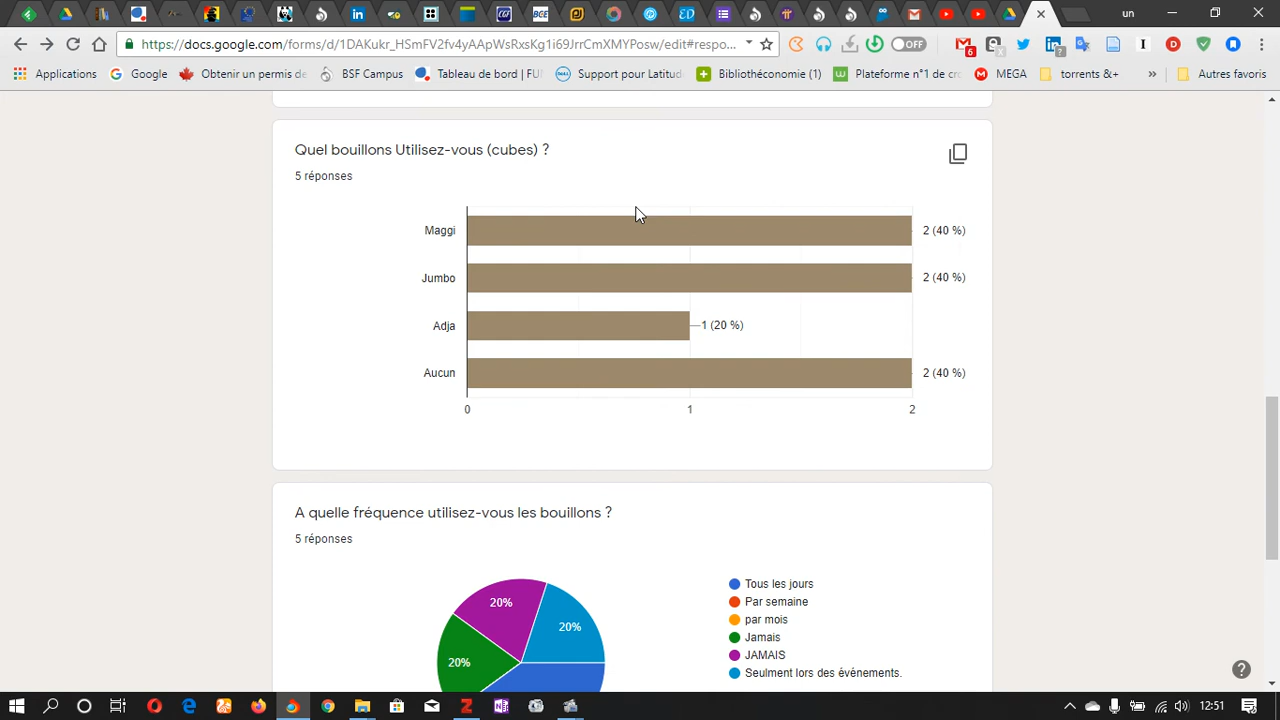 un
https://docs.google.com/forms/d/1DAKukr_HSmFV2fv4yAApWsRxsKg1i69JrrCmXMYPosw/edit#respo...
OFF
6
x
?
Applications
Google
Obtenir un permis de
BSF Campus
Tableau de bord | FU
Support pour Latitud
Bibliothéconomie (1)
Plateforme n°1 de cr
MEGA
torrents &+
»
Autres favoris
Quel bouillons Utilisez-vous (cubes) ?
5 réponses
Maggi
2 (40 %)
Jumbo
2 (40 %)
Adja
1 (20 %)
Aucun
2 (40 %)
0
1
2
A quelle fréquence utilisez-vous les bouillons ?
5 réponses
20%
20%
20%
Tous les jours
Par semaine
par mois
Jamais
JAMAIS
Seulment lors des événements.
12:51